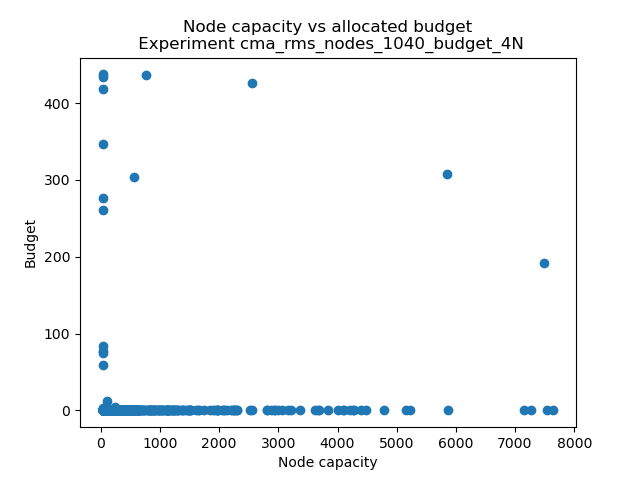 Node capacity vs allocated budget
Experiment cma_rms_nodes_1040_budget_4N
400
300
200
100
0
Budget
0 1000 2000 3000 4000 5000 6000 7000 8000
Node capacity